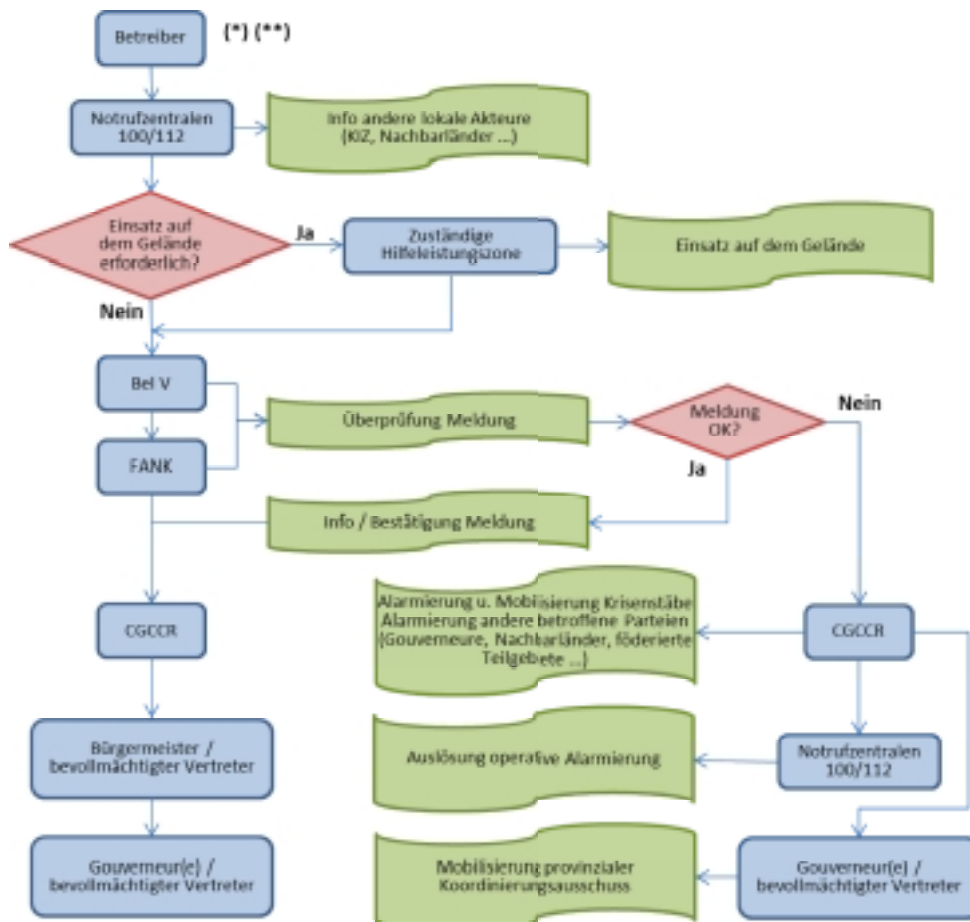 Betreiber
(*) (**)
Notrufzentralen
100/112
Info andere lokale Akteure
(KIZ, Nachbarländer ...)
Einsatz auf
dem Gelände
erforderlich?
Ja
Zuständige
Hilfeleistungszone
Einsatz auf dem Gelände
Nein
Bel V
Überprüfung Meldung
Meldung
OK?
Nein
FANK
Ja
Info / Bestätigung Meldung
CGCCR
Alarmierung u. Mobilisierung Krisenstäbe
Alarmierung andere betroffene Parteien
(Gouverneure, Nachbarländer, föderierte
Teilgebiete ...)
CGCCR
Bürgermeister /
bevollmächtigter Vertreter
Auslösung operative Alarmierung
Notrufzentralen
100/112
Gouverneur(e) /
bevollmächtigter Vertreter
Mobilisierung provinzialer
Koordinierungsausschuss
Gouverneur(e) /
bevollmächtigter Vertreter